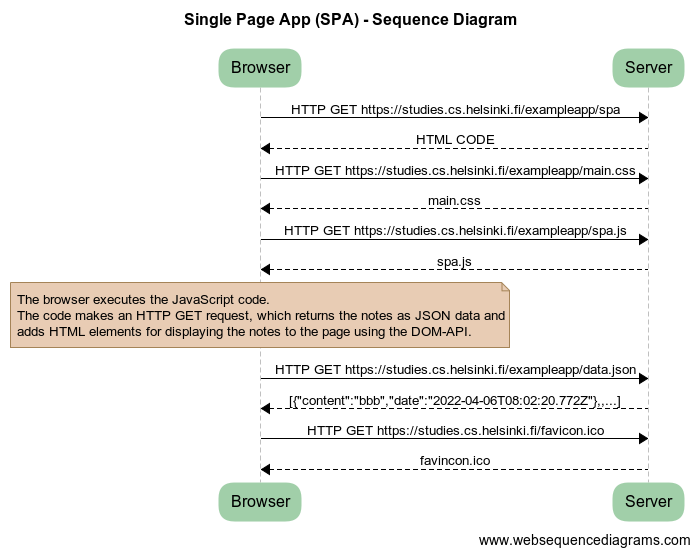 Single Page App (SPA) - Sequence Diagram
Browser
Server
HTTP GET https://studies.cs.helsinki.fi/exampleapp/spa
HTML CODE
HTTP GET https://studies.cs.helsinki.fi/exampleapp/main.css
main.css
HTTP GET https://studies.cs.helsinki.fi/exampleapp/spa.js
spa.js
The browser executes the JavaScript code.
The code makes an HTTP GET request, which returns the notes as JSON data and
adds HTML elements for displaying the notes to the page using the DOM-API.
HTTP GET https://studies.cs.helsinki.fi/exampleapp/data.json
[{"content":"bbb","date":"2022-04-06T08:02:20.772Z"},,...]
HTTP GET https://studies.cs.helsinki.fi/favicon.ico
favincon.ico
Browser
Server
www.websequencediagrams.com